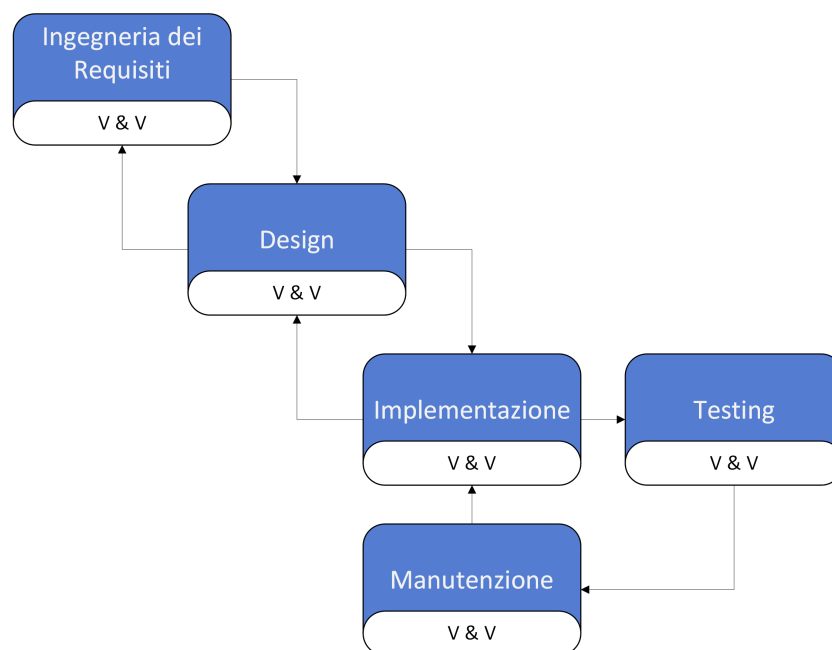 Ingegneria dei
Requisiti
V & V
Design
V & V
Implementazione
V & V
Testing
V & V
Manutenzione
V & V